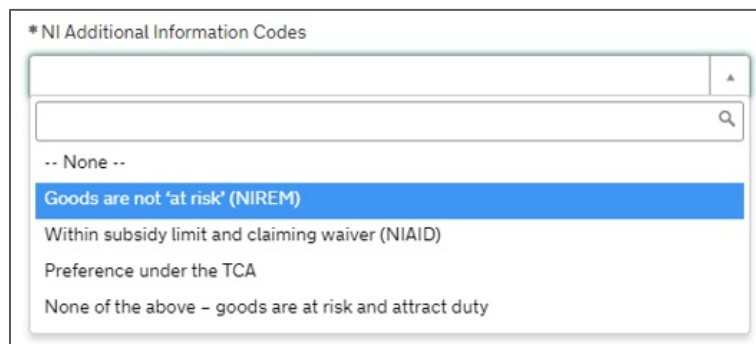 * NI Additional Information Codes
-- None --
Goods are not ‘at risk’ (NIREM)
Within subsidy limit and claiming waiver (NIAID)
Preference under the TCA
None of the above – goods are at risk and attract duty